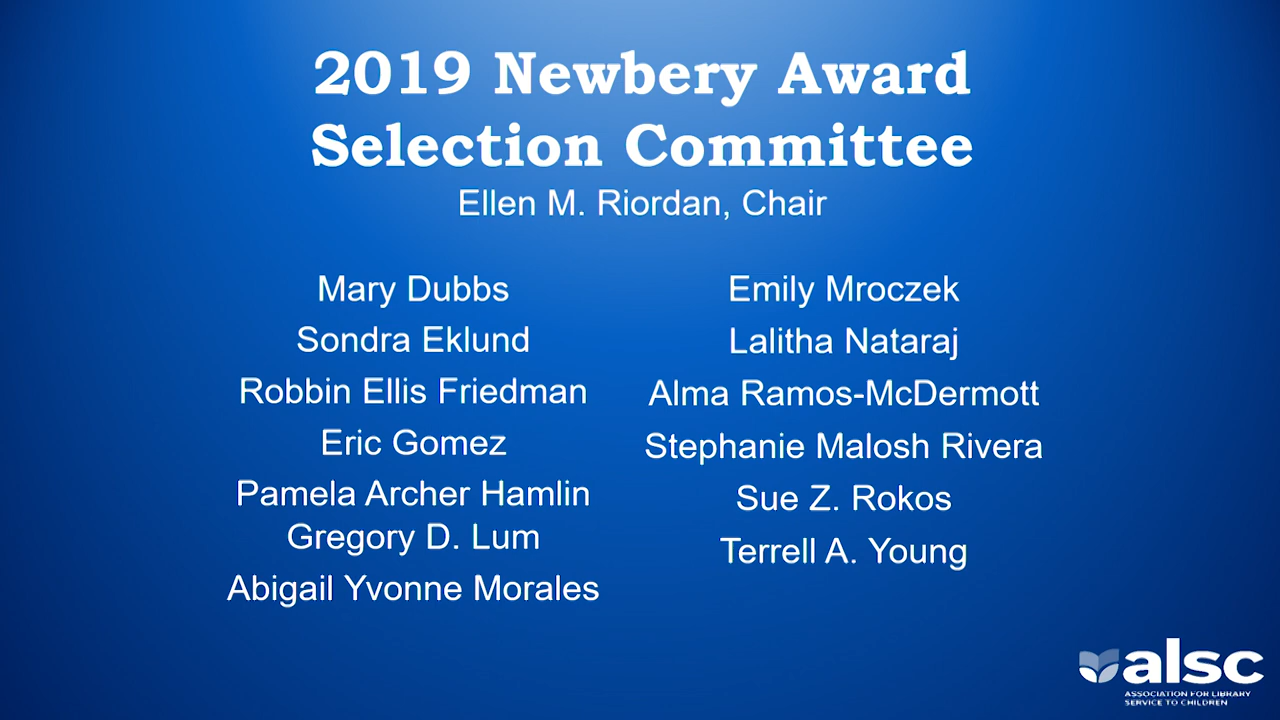 2019 Newbery Award
Selection Committee
Ellen M. Riordan, Chair
Mary Dubbs
Sondra Eklund
Robbin Ellis Friedman
Eric Gomez
Pamela Archer Hamlin
Gregory D. Lum
Abigail Yvonne Morales
Emily Mroczek
Lalitha Nataraj
Alma Ramos-McDermott
Stephanie Malosh Rivera
Sue Z. Rokos
Terrell A. Young
alsc
ASSOCIATION FOR LIBRARY
SERVICE TO CHILDREN